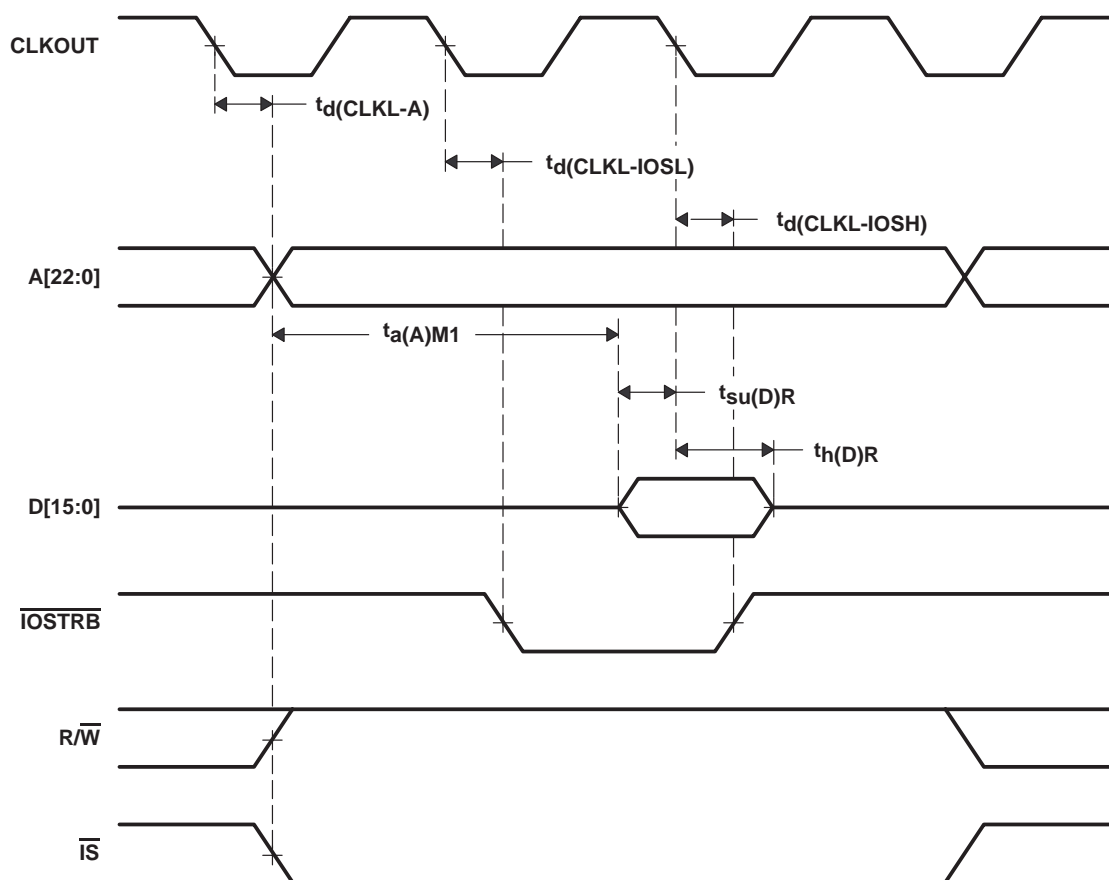 CLKOUT
td(CLKL-A)
td(CLKL-IOSL)
td(CLKL-IOSH)
A[22:0]
ta(A)M1
tsu(D)R
th(D)R
D[15:0]
IOSTRB
R/W
IS